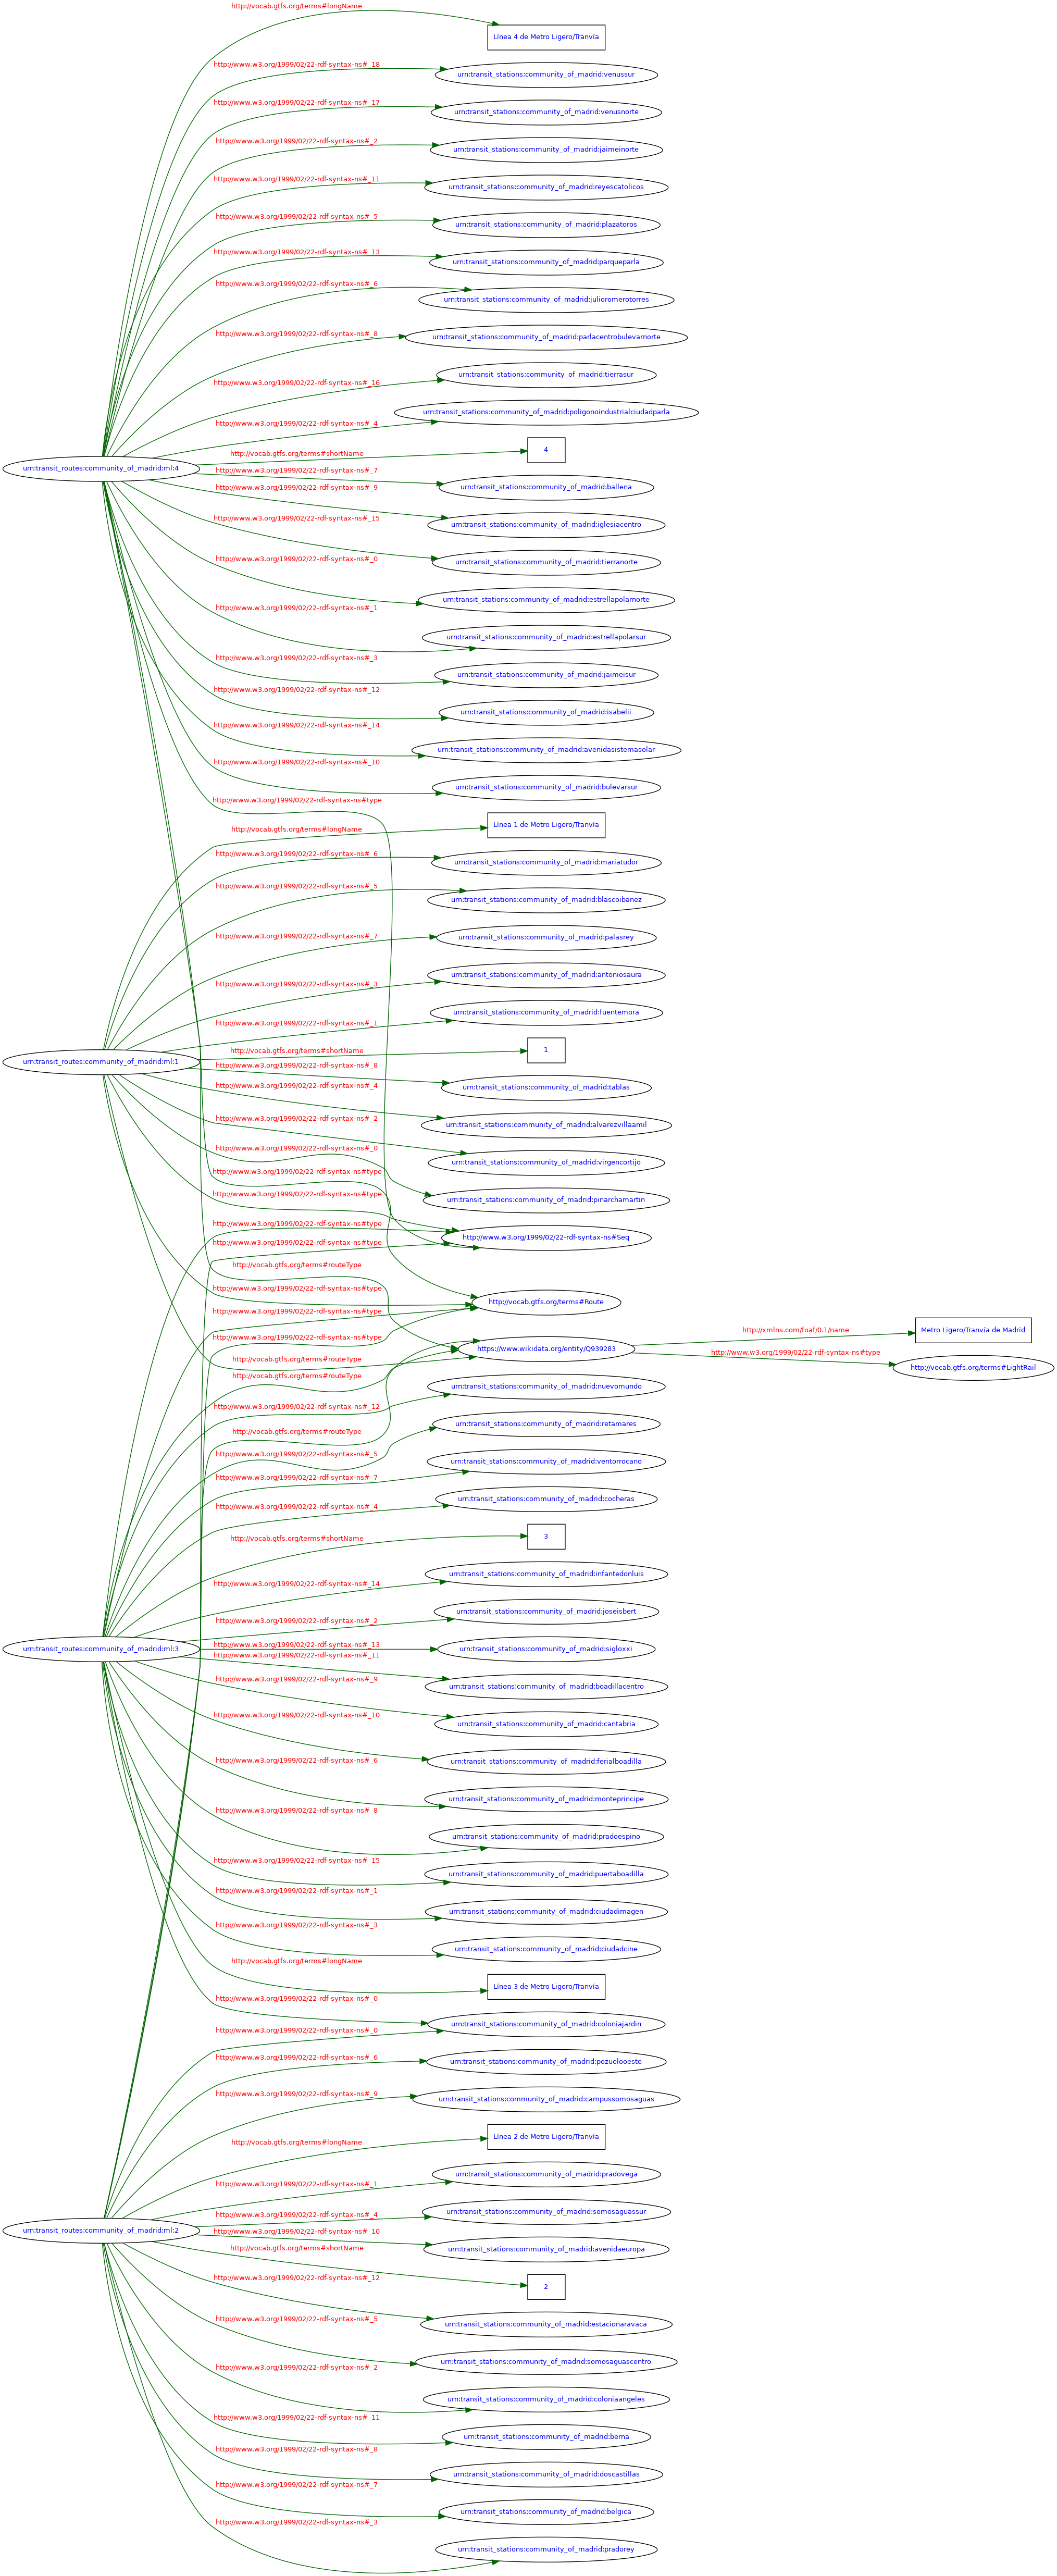 http://vocab.gtfs.org/terms#longName
Línea 4 de Metro Ligero/Tranvía
http://www.w3.org/1999/02/22-rdf-syntax-ns#_18
urn:transit_stations:community_of_madrid:venussur
http://www.w3.org/1999/02/22-rdf-syntax-ns#_17
urn:transit_stations:community_of_madrid:venusnorte
http://www.w3.org/1999/02/22-rdf-syntax-ns#_2
urn:transit_stations:community_of_madrid:jaimeinorte
http://www.w3.org/1999/02/22-rdf-syntax-ns#_11
urn:transit_stations:community_of_madrid:reyescatolicos
http://www.w3.org/1999/02/22-rdf-syntax-ns#_5
urn:transit_stations:community_of_madrid:plazatoros
http://www.w3.org/1999/02/22-rdf-syntax-ns#_13
urn:transit_stations:community_of_madrid:parqueparla
http://www.w3.org/1999/02/22-rdf-syntax-ns#_6
urn:transit_stations:community_of_madrid:julioromerotorres
http://www.w3.org/1999/02/22-rdf-syntax-ns#_8
urn:transit_stations:community_of_madrid:parlacentrobulevarnorte
http://www.w3.org/1999/02/22-rdf-syntax-ns#_16
urn:transit_stations:community_of_madrid:tierrasur
http://www.w3.org/1999/02/22-rdf-syntax-ns#_4
urn:transit_stations:community_of_madrid:poligonoindustrialciudadparla
http://vocab.gtfs.org/terms#shortName
4
urn:transit_routes:community_of_madrid:ml:4
http://www.w3.org/1999/02/22-rdf-syntax-ns#_7
urn:transit_stations:community_of_madrid:ballena
http://www.w3.org/1999/02/22-rdf-syntax-ns#_9
urn:transit_stations:community_of_madrid:iglesiacentro
http://www.w3.org/1999/02/22-rdf-syntax-ns#_15
urn:transit_stations:community_of_madrid:tierranorte
http://www.w3.org/1999/02/22-rdf-syntax-ns#_0
urn:transit_stations:community_of_madrid:estrellapolarnorte
http://www.w3.org/1999/02/22-rdf-syntax-ns#_1
urn:transit_stations:community_of_madrid:estrellapolarsur
http://www.w3.org/1999/02/22-rdf-syntax-ns#_3
urn:transit_stations:community_of_madrid:jaimeisur
http://www.w3.org/1999/02/22-rdf-syntax-ns#_12
urn:transit_stations:community_of_madrid:isabelii
http://www.w3.org/1999/02/22-rdf-syntax-ns#_14
urn:transit_stations:community_of_madrid:avenidasistemasolar
http://www.w3.org/1999/02/22-rdf-syntax-ns#_10
urn:transit_stations:community_of_madrid:bulevarsur
http://www.w3.org/1999/02/22-rdf-syntax-ns#type
http://vocab.gtfs.org/terms#longName
Línea 1 de Metro Ligero/Tranvía
http://www.w3.org/1999/02/22-rdf-syntax-ns#_6
urn:transit_stations:community_of_madrid:mariatudor
http://www.w3.org/1999/02/22-rdf-syntax-ns#_5
urn:transit_stations:community_of_madrid:blascoibanez
http://www.w3.org/1999/02/22-rdf-syntax-ns#_7
urn:transit_stations:community_of_madrid:palasrey
http://www.w3.org/1999/02/22-rdf-syntax-ns#_3
urn:transit_stations:community_of_madrid:antoniosaura
http://www.w3.org/1999/02/22-rdf-syntax-ns#_1
urn:transit_stations:community_of_madrid:fuentemora
http://vocab.gtfs.org/terms#shortName
1
urn:transit_routes:community_of_madrid:ml:1
http://www.w3.org/1999/02/22-rdf-syntax-ns#_8
urn:transit_stations:community_of_madrid:tablas
http://www.w3.org/1999/02/22-rdf-syntax-ns#_4
urn:transit_stations:community_of_madrid:alvarezvillaamil
http://www.w3.org/1999/02/22-rdf-syntax-ns#_2
urn:transit_stations:community_of_madrid:virgencortijo
http://www.w3.org/1999/02/22-rdf-syntax-ns#_0
urn:transit_stations:community_of_madrid:pinarchamartin
http://www.w3.org/1999/02/22-rdf-syntax-ns#type
http://www.w3.org/1999/02/22-rdf-syntax-ns#type
http://www.w3.org/1999/02/22-rdf-syntax-ns#type
http://www.w3.org/1999/02/22-rdf-syntax-ns#Seq
http://www.w3.org/1999/02/22-rdf-syntax-ns#type
http://vocab.gtfs.org/terms#routeType
http://www.w3.org/1999/02/22-rdf-syntax-ns#type
http://vocab.gtfs.org/terms#Route
http://www.w3.org/1999/02/22-rdf-syntax-ns#type
http://www.w3.org/1999/02/22-rdf-syntax-ns#type
http://vocab.gtfs.org/terms#routeType
https://www.wikidata.org/entity/Q939283
http://xmlns.com/foaf/0.1/name
Metro Ligero/Tranvía de Madrid
http://www.w3.org/1999/02/22-rdf-syntax-ns#type
http://vocab.gtfs.org/terms#LightRail
http://vocab.gtfs.org/terms#routeType
urn:transit_stations:community_of_madrid:nuevomundo
http://www.w3.org/1999/02/22-rdf-syntax-ns#_12
urn:transit_stations:community_of_madrid:retamares
http://vocab.gtfs.org/terms#routeType
http://www.w3.org/1999/02/22-rdf-syntax-ns#_5
urn:transit_stations:community_of_madrid:ventorrocano
http://www.w3.org/1999/02/22-rdf-syntax-ns#_7
urn:transit_stations:community_of_madrid:cocheras
http://www.w3.org/1999/02/22-rdf-syntax-ns#_4
http://vocab.gtfs.org/terms#shortName
3
urn:transit_stations:community_of_madrid:infantedonluis
http://www.w3.org/1999/02/22-rdf-syntax-ns#_14
urn:transit_stations:community_of_madrid:joseisbert
http://www.w3.org/1999/02/22-rdf-syntax-ns#_2
http://www.w3.org/1999/02/22-rdf-syntax-ns#_13
urn:transit_routes:community_of_madrid:ml:3
urn:transit_stations:community_of_madrid:sigloxxi
http://www.w3.org/1999/02/22-rdf-syntax-ns#_11
urn:transit_stations:community_of_madrid:boadillacentro
http://www.w3.org/1999/02/22-rdf-syntax-ns#_9
urn:transit_stations:community_of_madrid:cantabria
http://www.w3.org/1999/02/22-rdf-syntax-ns#_10
urn:transit_stations:community_of_madrid:ferialboadilla
http://www.w3.org/1999/02/22-rdf-syntax-ns#_6
urn:transit_stations:community_of_madrid:monteprincipe
http://www.w3.org/1999/02/22-rdf-syntax-ns#_8
urn:transit_stations:community_of_madrid:pradoespino
http://www.w3.org/1999/02/22-rdf-syntax-ns#_15
urn:transit_stations:community_of_madrid:puertaboadilla
http://www.w3.org/1999/02/22-rdf-syntax-ns#_1
urn:transit_stations:community_of_madrid:ciudadimagen
http://www.w3.org/1999/02/22-rdf-syntax-ns#_3
urn:transit_stations:community_of_madrid:ciudadcine
http://vocab.gtfs.org/terms#longName
Línea 3 de Metro Ligero/Tranvía
http://www.w3.org/1999/02/22-rdf-syntax-ns#_0
urn:transit_stations:community_of_madrid:coloniajardin
http://www.w3.org/1999/02/22-rdf-syntax-ns#_0
http://www.w3.org/1999/02/22-rdf-syntax-ns#_6
urn:transit_stations:community_of_madrid:pozuelooeste
http://www.w3.org/1999/02/22-rdf-syntax-ns#_9
urn:transit_stations:community_of_madrid:campussomosaguas
http://vocab.gtfs.org/terms#longName
Línea 2 de Metro Ligero/Tranvía
http://www.w3.org/1999/02/22-rdf-syntax-ns#_1
urn:transit_stations:community_of_madrid:pradovega
http://www.w3.org/1999/02/22-rdf-syntax-ns#_4
urn:transit_stations:community_of_madrid:somosaguassur
urn:transit_routes:community_of_madrid:ml:2
http://www.w3.org/1999/02/22-rdf-syntax-ns#_10
urn:transit_stations:community_of_madrid:avenidaeuropa
http://vocab.gtfs.org/terms#shortName
2
http://www.w3.org/1999/02/22-rdf-syntax-ns#_12
urn:transit_stations:community_of_madrid:estacionaravaca
http://www.w3.org/1999/02/22-rdf-syntax-ns#_5
urn:transit_stations:community_of_madrid:somosaguascentro
http://www.w3.org/1999/02/22-rdf-syntax-ns#_2
urn:transit_stations:community_of_madrid:coloniaangeles
http://www.w3.org/1999/02/22-rdf-syntax-ns#_11
urn:transit_stations:community_of_madrid:berna
http://www.w3.org/1999/02/22-rdf-syntax-ns#_8
urn:transit_stations:community_of_madrid:doscastillas
http://www.w3.org/1999/02/22-rdf-syntax-ns#_7
urn:transit_stations:community_of_madrid:belgica
http://www.w3.org/1999/02/22-rdf-syntax-ns#_3
urn:transit_stations:community_of_madrid:pradorey